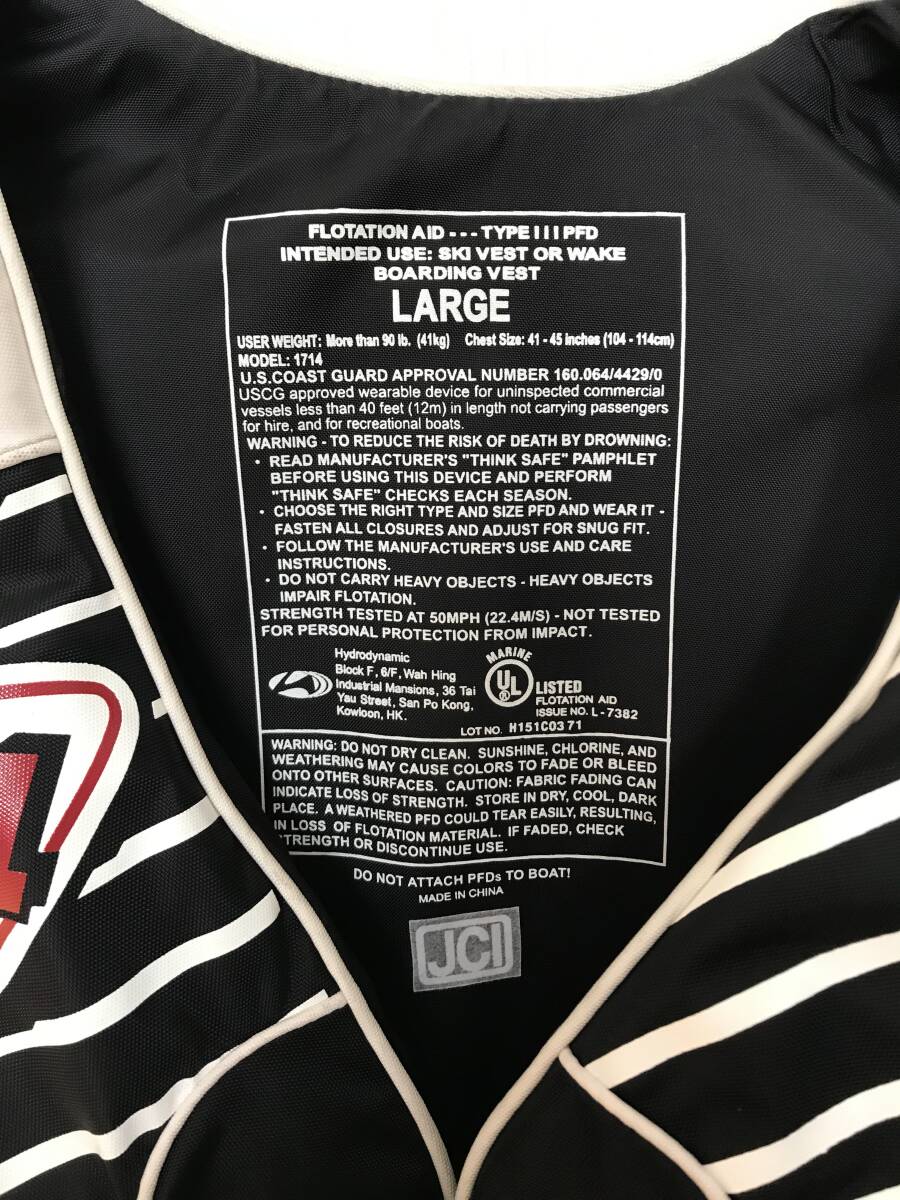 FLOTATION AID --- TYPE III PFD
INTENDED USE: SKI VEST OR WAKE
BOARDING VEST
LARGE
USER WEIGHT: More than 90 lb. (41kg) Chest Size: 41 - 45 inches (104 - 114cm)
MODEL: 1714
U.S.COAST GUARD APPROVAL NUMBER 160.064/4429/0
USCG approved wearable device for uninspected commercial
vessels less than 40 feet (12m) in length not carrying passengers
for hire, and for recreational boats.
WARNING - TO REDUCE THE RISK OF DEATH BY DROWNING:
• READ MANUFACTURER'S "THINK SAFE" PAMPHLET
BEFORE USING THIS DEVICE AND PERFORM
"THINK SAFE" CHECKS EACH SEASON.
• CHOOSE THE RIGHT TYPE AND SIZE PFD AND WEAR IT -
FASTEN ALL CLOSURES AND ADJUST FOR SNUG FIT.
• FOLLOW THE MANUFACTURER'S USE AND CARE
INSTRUCTIONS.
• DO NOT CARRY HEAVY OBJECTS - HEAVY OBJECTS
IMPAIR FLOTATION.
STRENGTH TESTED AT 50MPH (22.4M/S) - NOT TESTED
FOR PERSONAL PROTECTION FROM IMPACT.
Hydrodynamic
Block F, 6/F, Wah Hing
Industrial Mansions, 36 Tai
Yau Street, San Po Kong,
Kowloon, HK.
MARINE
UL
LISTED
FLOTATION AID
ISSUE NO. L - 7382
LOT NO. H151C03 71
WARNING: DO NOT DRY CLEAN. SUNSHINE, CHLORINE, AND
WEATHERING MAY CAUSE COLORS TO FADE OR BLEED
ONTO OTHER SURFACES. CAUTION: FABRIC FADING CAN
INDICATE LOSS OF STRENGTH. STORE IN DRY, COOL, DARK
PLACE. A WEATHERED PFD COULD TEAR EASILY, RESULTING,
IN LOSS OF FLOTATION MATERIAL. IF FADED, CHECK
TRENGTH OR DISCONTINUE USE.
DO NOT ATTACH PFDs TO BOAT!
MADE IN CHINA
JCI
4